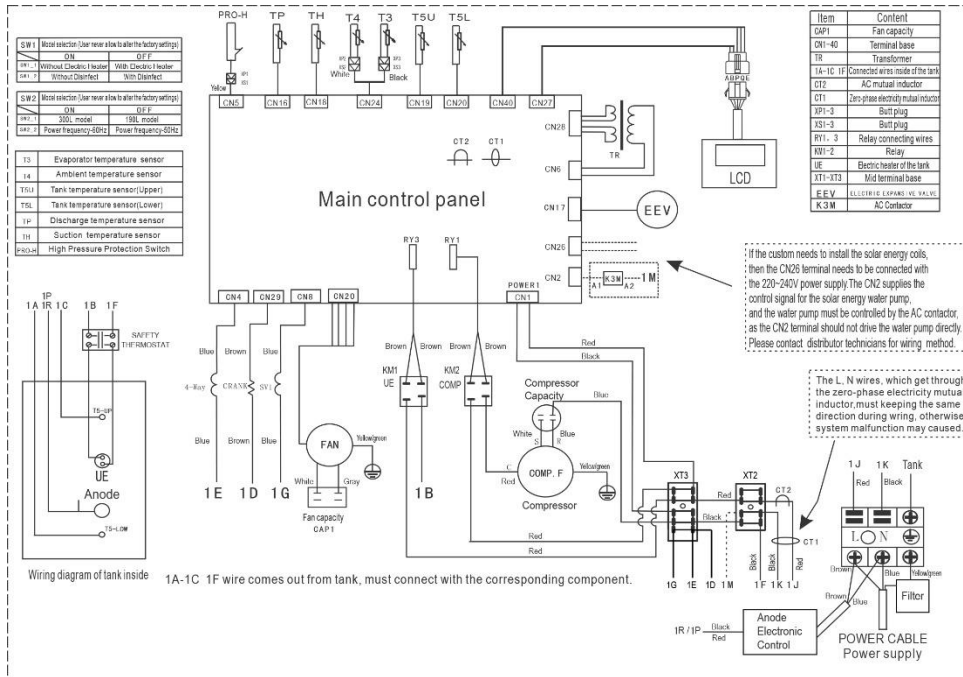 PRO-H TP TH T4 T3 T5U T5L
SW1 Model selection (User never allow to alter the factory settings)
ON OFF
SW1_1 Without Electric Heater With Electric Heater
SW1_2 Without Disinfect With Disinfect
SW2 Model selection (User never allow to alter the factory settings)
ON OFF
SW2_1 300L model 190L model
SW2_2 Power frequency-60Hz Power frequency-50Hz
T3 Evaporator temperature sensor
T4 Ambient temperature sensor
T5U Tank temperature sensor(Upper)
T5L Tank temperature sensor(Lower)
TP Discharge temperature sensor
TH Suction temperature sensor
PRO-H High Pressure Protection Switch
XP1
XS1
Yellow
XP2
XS2
White
XP3
XS3
Black
CN5 CN16 CN18 CN24 CN19 CN20 CN40 CN27
ABPQE
LCD
CN28
TR
CN6
CN17
EEV
CN26
CN2
A1 K3M A2 1M
CT2 CT1
Main control panel
RY3 RY1
POWER1
CN4 CN29 CN8 CN20 CN1
Item Content
CAP1 Fan capacity
CN1-40 Terminal base
TR Transformer
1A-1C 1F Connected wires inside of the tank
CT2 AC mutual inductor
CT1 Zero-phase electricity mutual inductor
XP1-3 Butt plug
XS1-3 Butt plug
RY1、3 Relay connecting wires
KM1-2 Relay
UE Electric heater of the tank
XT1-XT3 Mid terminal base
EEV ELECTRIC EXPANSIVE VALVE
K3M AC Contactor
If the custom needs to install the solar energy coils,
then the CN26 terminal needs to be connected with
the 220~240V power supply.The CN2 supplies the
control signal for the solar energy water pump,
and the water pump must be controlled by the AC contactor,
as the CN2 terminal should not drive the water pump directly.
Please contact distributor technicians for wiring method.
The L, N wires, which get through
the zero-phase electricity mutual
inductor,must keeping the same
direction during wring, otherwise
system malfunction may caused.
1P
1A 1R 1C 1B 1F
SAFFTY
THERMOSTAT
T5-UP
UE
Anode
T5-LOW
Wiring diagram of tank inside
Blue Brown Blue
4-Way CRANK SV1
Blue Brown Blue
1E 1D 1G
FAN
Yellow/green
White Gray
Fan capacity
CAP1
Brown Brown Brown Brown
KM1
UE
KM2
COMP
1B
Red
Black
Compressor
Capacity
Blue
White Blue
S R
C
Red
COMP. F
Yellow/green
Compressor
Red
Red
XT3 XT2
Red
Black
CT2
CT1
Black Black Red
1G 1E 1D 1M 1F 1K 1J
1A-1C 1F wire comes out from tank, must connect with the corresponding component.
1J 1K Tank
Red Black
L N
Brown Blue Yellow/green
Brown
Blue
Filter
1R /1P Black
Red
Anode
Electronic
Control
POWER CABLE
Power supply